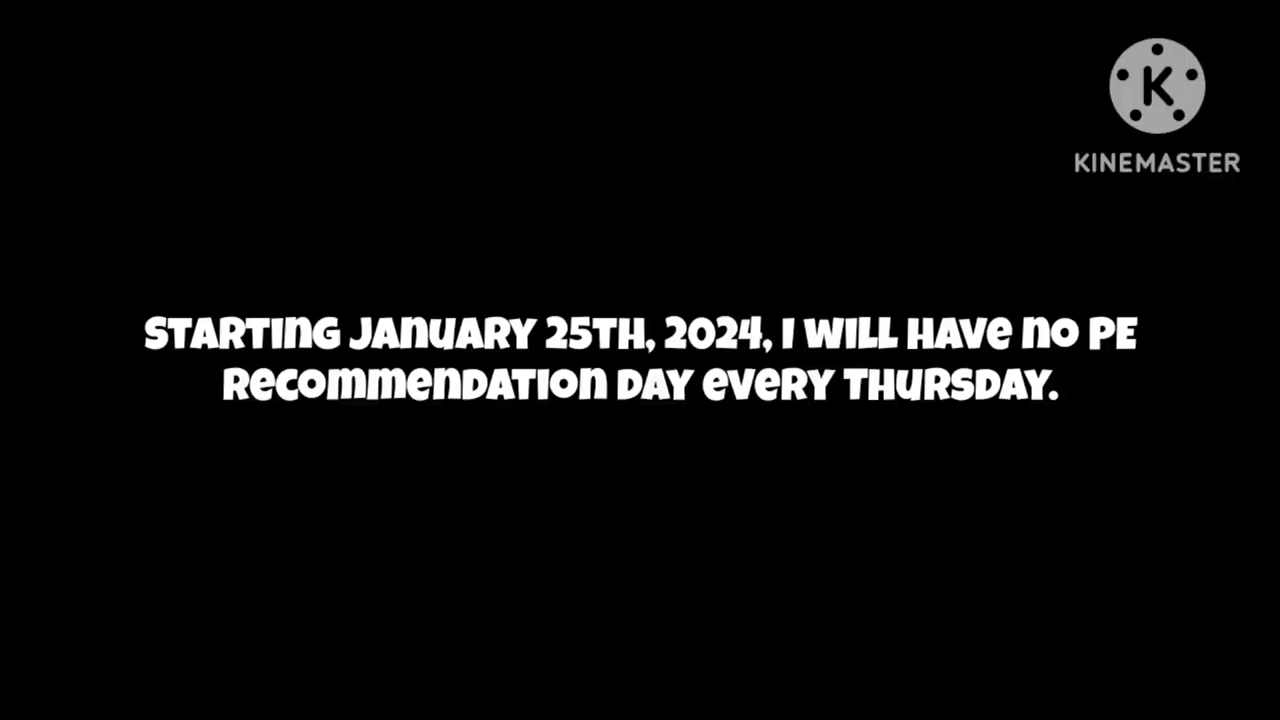 K
KINEMASTER
STARTING JANUARY 25TH, 2024, I WILL HAVE NO PE
RECOMMENDATION DAY EVERY THURSDAY.